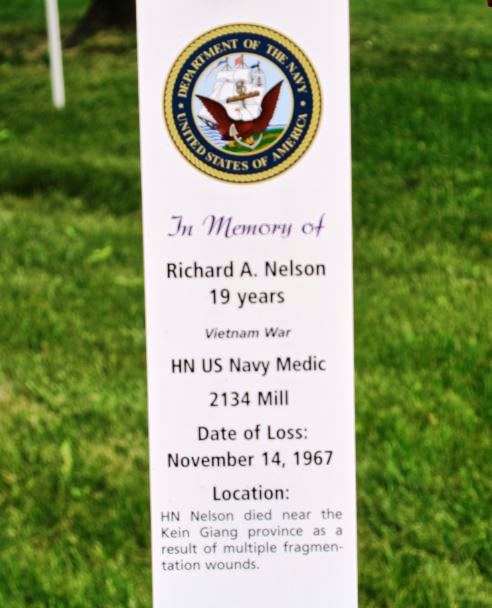 DEPARTMENT OF THE NAVY
UNITED STATES OF AMERICA
In Memory of
Richard A. Nelson
19 years
Vietnam War
HN US Navy Medic
2134 Mill
Date of Loss:
November 14, 1967
Location:
HN Nelson died near the
Kein Giang province as a
result of multiple fragmen-
tation wounds.